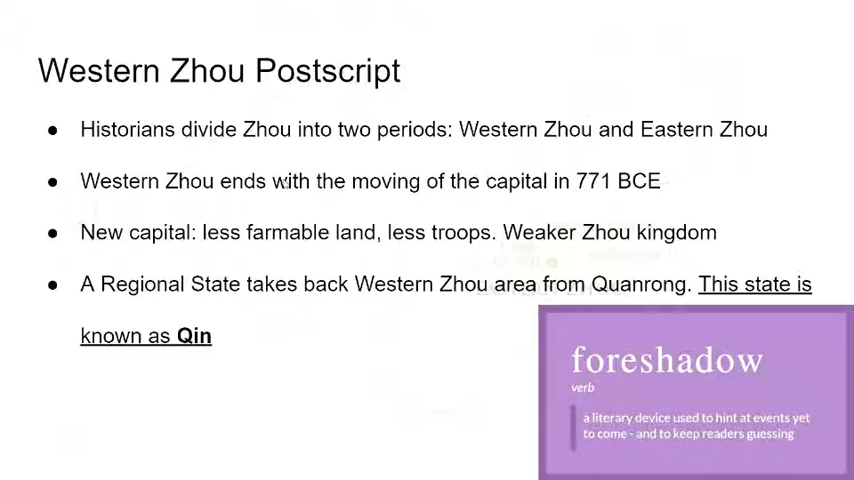 Western Zhou Postscript
● Historians divide Zhou into two periods: Western Zhou and Eastern Zhou
● Western Zhou ends with the moving of the capital in 771 BCE
● New capital: less farmable land, less troops. Weaker Zhou kingdom
● A Regional State takes back Western Zhou area from Quanrong. This state is
known as Qin
foreshadow
verb
a literary device used to hint at events yet
to come - and to keep readers guessing